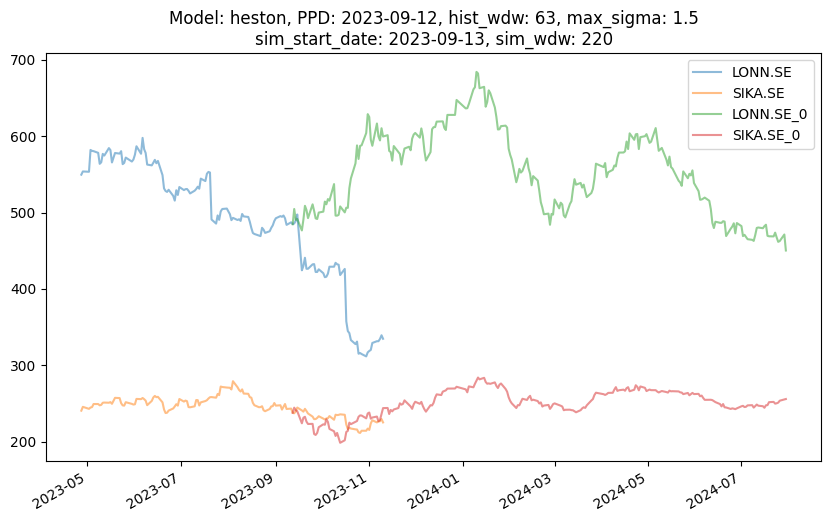 Model: heston, PPD: 2023-09-12, hist_wdw: 63, max_sigma: 1.5
sim_start_date: 2023-09-13, sim_wdw: 220
700
600
500
400
300
200
LONN.SE
SIKA.SE
LONN.SE_0
SIKA.SE_0
2023-05
2023-07
2023-09
2023-11
2024-01
2024-03
2024-05
2024-07